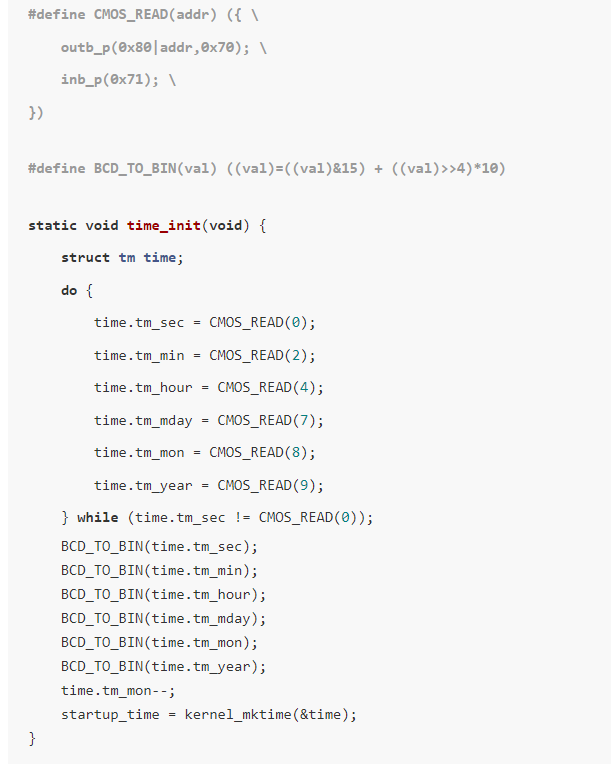 #define CMOS_READ(addr) ({ \
    outb_p(0x80|addr,0x70); \
    inb_p(0x71); \
})
#define BCD_TO_BIN(val) ((val)=((val)&15) + ((val)>>4)*10)
static void time_init(void) {
    struct tm time;
    do {
        time.tm_sec = CMOS_READ(0);
        time.tm_min = CMOS_READ(2);
        time.tm_hour = CMOS_READ(4);
        time.tm_mday = CMOS_READ(7);
        time.tm_mon = CMOS_READ(8);
        time.tm_year = CMOS_READ(9);
    } while (time.tm_sec != CMOS_READ(0));
    BCD_TO_BIN(time.tm_sec);
    BCD_TO_BIN(time.tm_min);
    BCD_TO_BIN(time.tm_hour);
    BCD_TO_BIN(time.tm_mday);
    BCD_TO_BIN(time.tm_mon);
    BCD_TO_BIN(time.tm_year);
    time.tm_mon--;
    startup_time = kernel_mktime(&time);
}